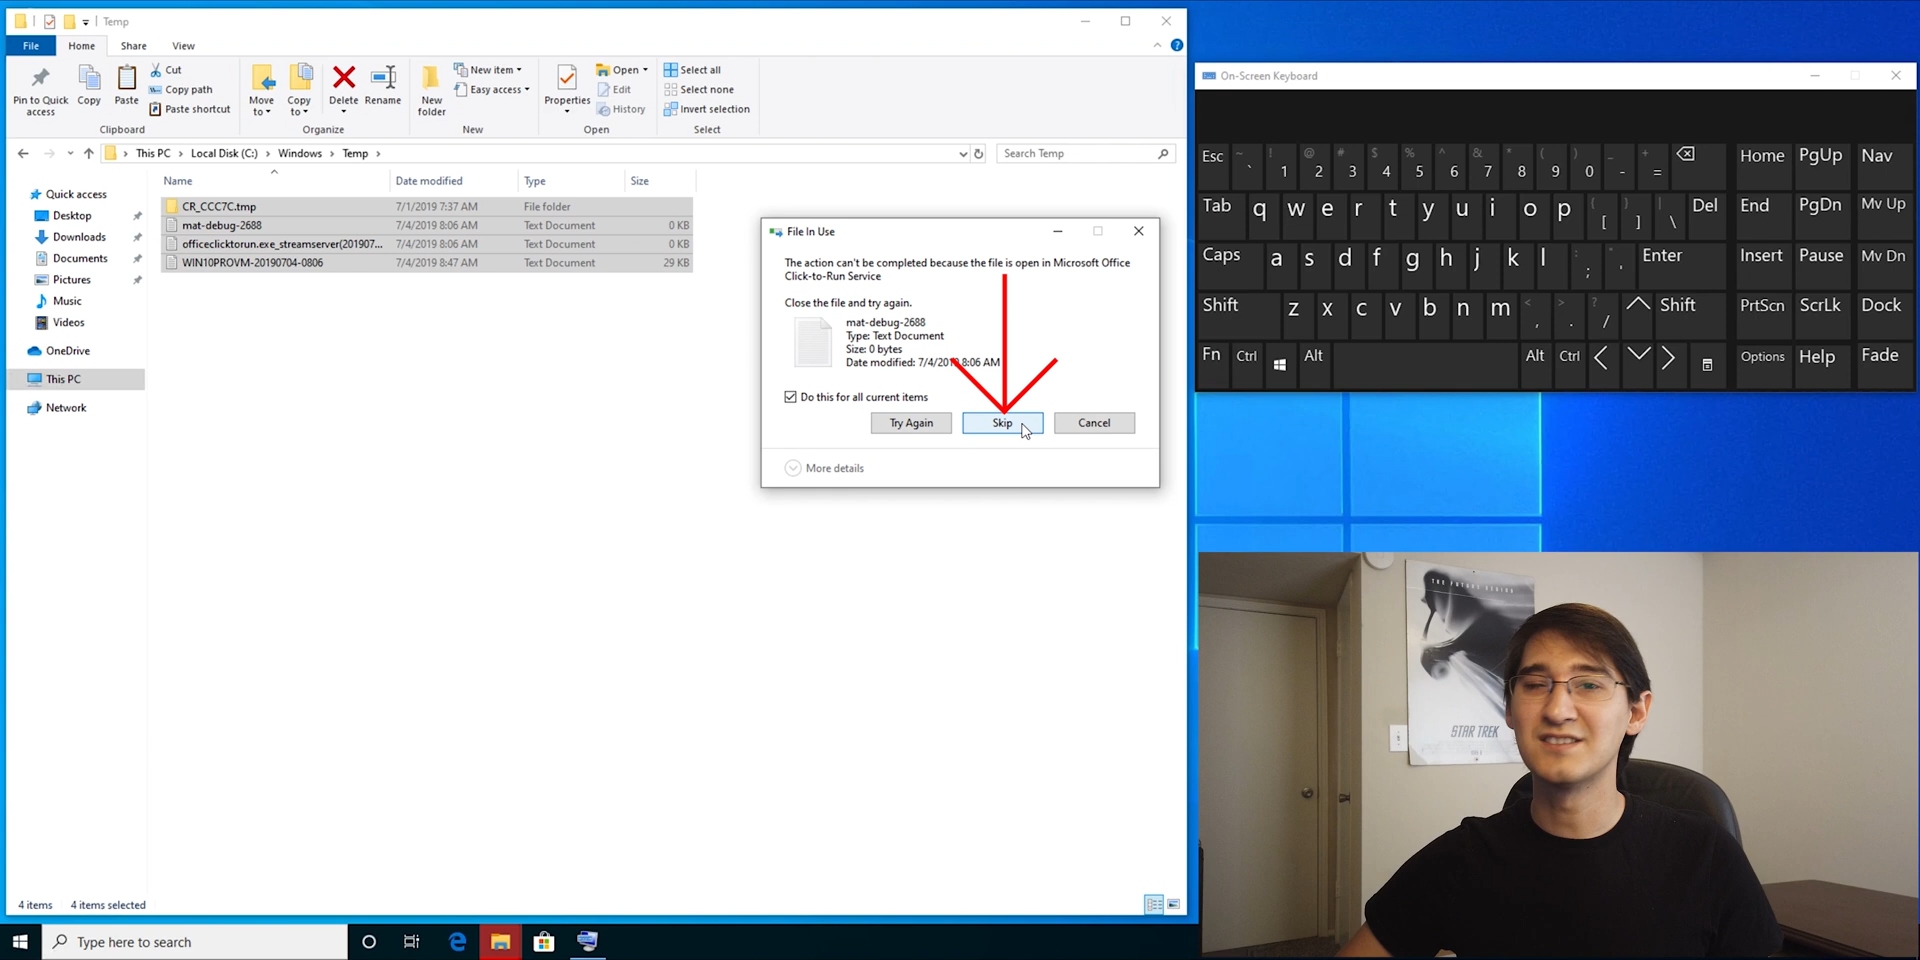 Temp
File Home Share View
Pin to Quick access
Copy
Paste
Cut
Copy path
Paste shortcut
Clipboard
Move to
Copy to
Delete
Rename
Organize
New folder
New item
Easy access
New
Properties
Open
Edit
History
Open
Select all
Select none
Invert selection
Select
This PC > Local Disk (C:) > Windows > Temp >
Search Temp
Name Date modified Type Size
CR_CCC7C.tmp 7/1/2019 7:37 AM File folder
mat-debug-2688 7/4/2019 8:06 AM Text Document 0 KB
officeclicktorun.exe_streamserver(201907... 7/4/2019 8:06 AM Text Document 0 KB
WIN10PROVM-20190704-0806 7/4/2019 8:47 AM Text Document 29 KB
Quick access
Desktop
Downloads
Documents
Pictures
Music
Videos
OneDrive
This PC
Network
4 items 4 items selected
File In Use
The action can't be completed because the file is open in Microsoft Office
Click-to-Run Service
Close the file and try again.
mat-debug-2688
Type: Text Document
Size: 0 bytes
Date modified: 7/4/2019 8:06 AM
Do this for all current items
Try Again Skip Cancel
More details
On-Screen Keyboard
Esc ~ ` ! 1 @ 2 # 3 $ 4 % 5 ^ 6 & 7 * 8 ( 9 ) 0 _ - + = Home PgUp Nav
Tab q w e r t y u i o p { [ } ] | \ Del End PgDn Mv Up
Caps a s d f g h j k l : ; " ' Enter Insert Pause Mv Dn
Shift z x c v b n m < , > . ? / Shift PrtScn ScrLk Dock
Fn Ctrl Alt Alt Ctrl Options Help Fade
THE FUTURE BEGINS
STAR TREK
Type here to search